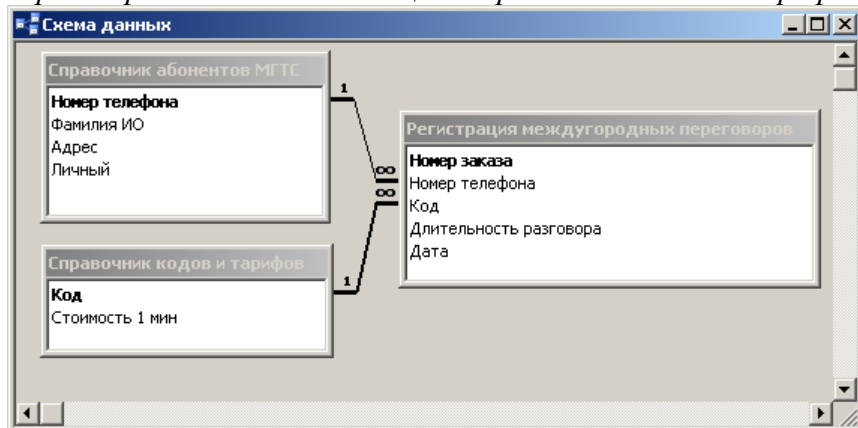 Схема данных
Справочник абонентов МГТС
Номер телефона
Фамилия ИО
Адрес
Личный
1
Регистрация междугородных переговоров
Номер заказа
Номер телефона
Код
Длительность разговора
Дата
∞
∞
Справочник кодов и тарифов
Код
Стоимость 1 мин
1